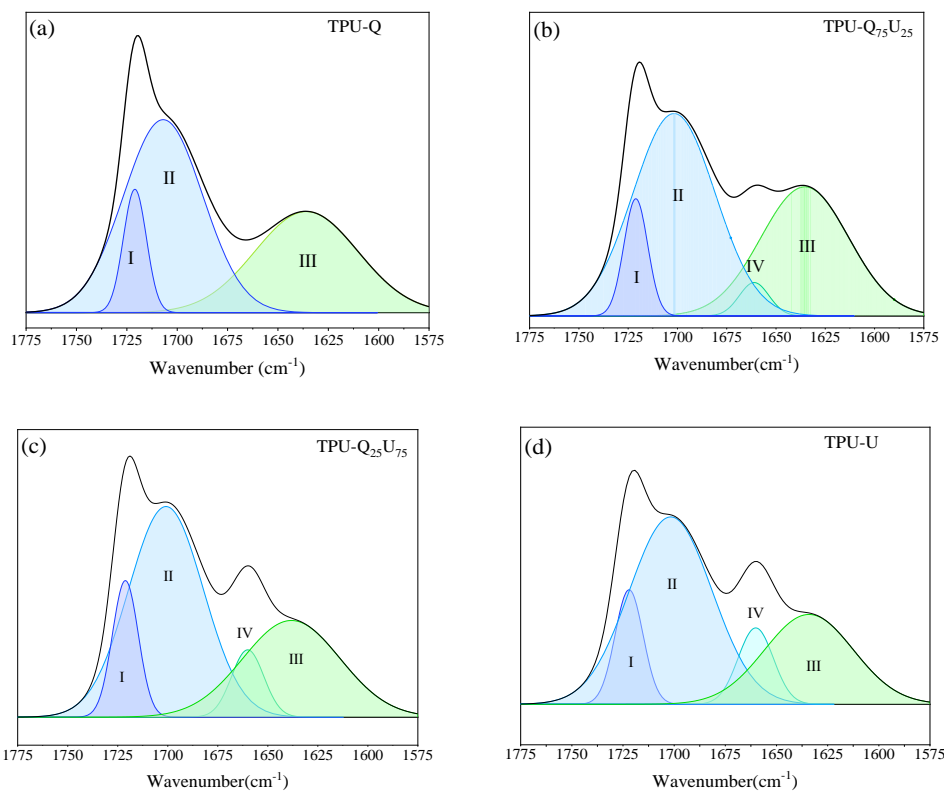 (a) TPU-Q
I
II
III
1775 1750 1725 1700 1675 1650 1625 1600 1575
Wavenumber (cm⁻¹)
(b) TPU-Q₇₅U₂₅
I
II
IV
III
1775 1750 1725 1700 1675 1650 1625 1600 1575
Wavenumber(cm⁻¹)
(c) TPU-Q₂₅U₇₅
I
II
IV
III
1775 1750 1725 1700 1675 1650 1625 1600 1575
Wavenumber(cm⁻¹)
(d) TPU-U
I
II
IV
III
1775 1750 1725 1700 1675 1650 1625 1600 1575
Wavenumber(cm⁻¹)